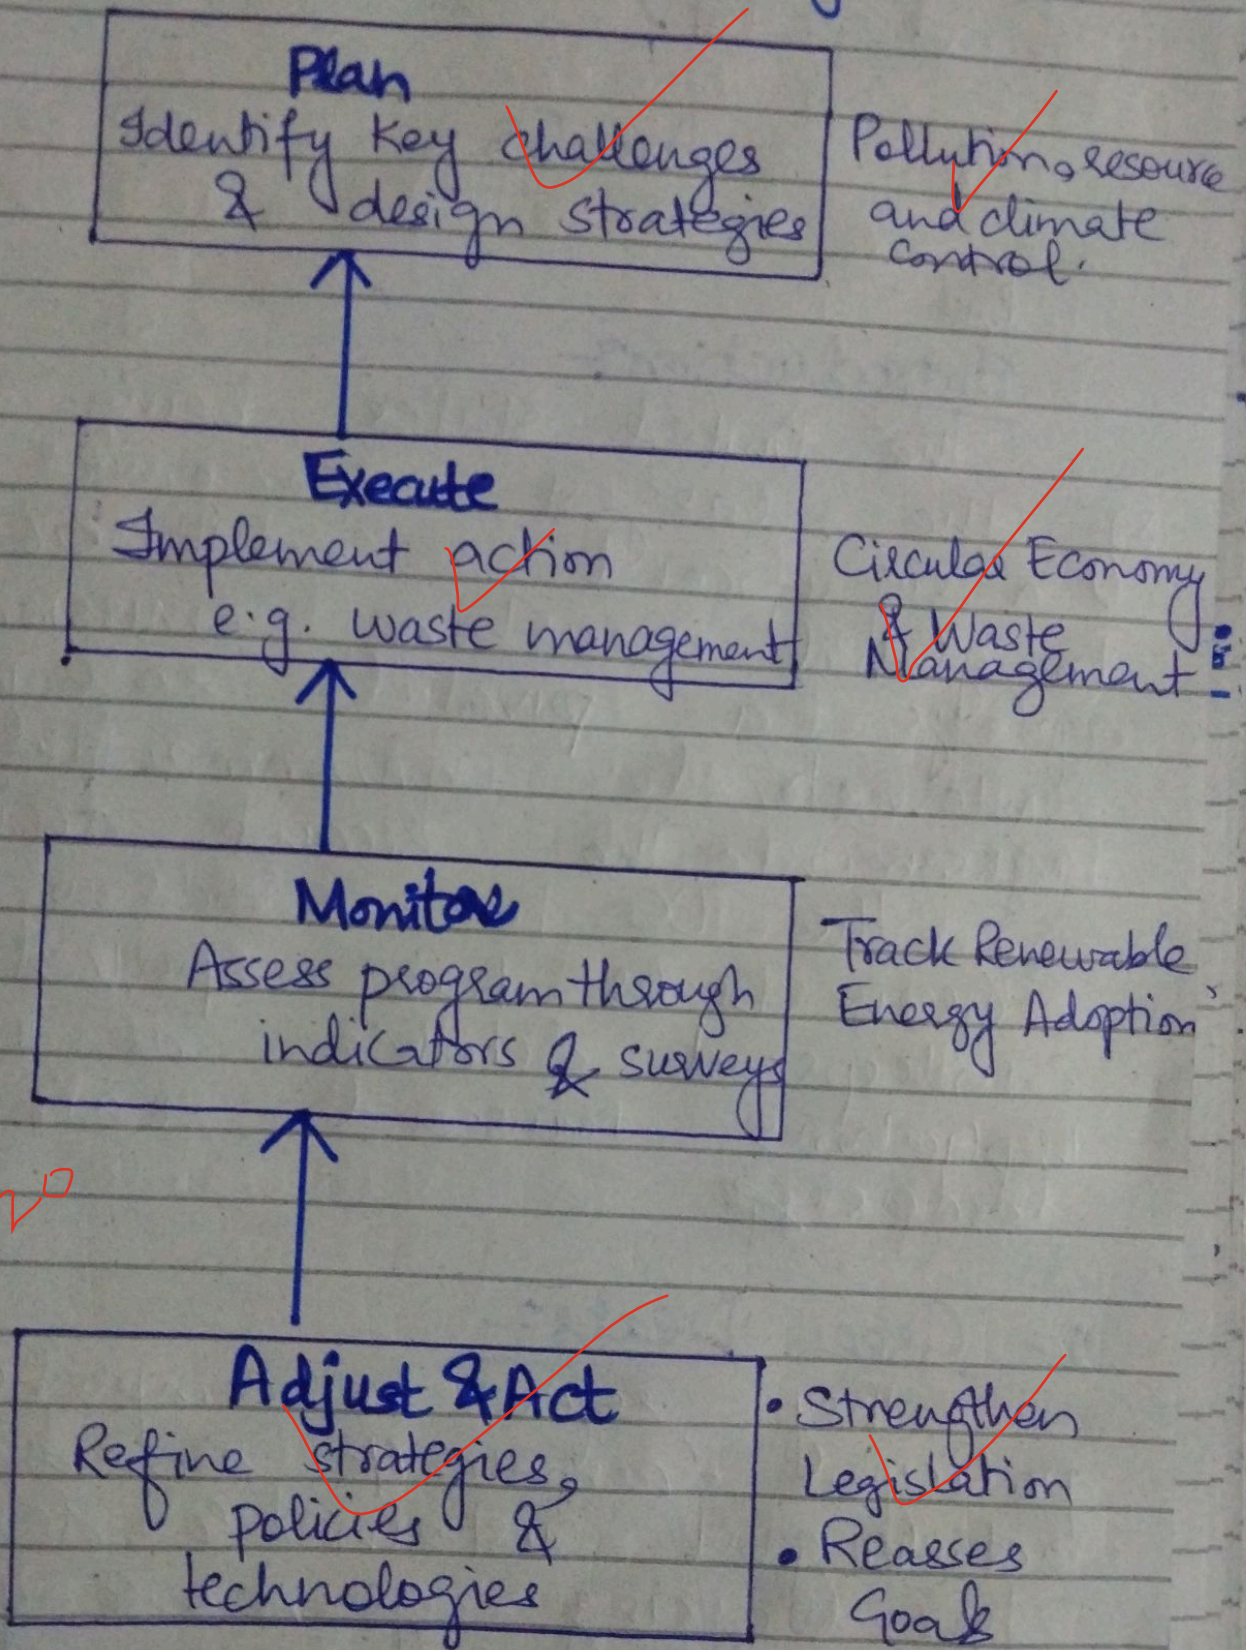 Plan
Identify Key challenges
& design strategies
Pollution, resource
and climate
control.
Execute
Implement action
e.g. waste management
Circular Economy
& Waste
Management
Monitor
Assess program through
indicators & surveys
Track Renewable
Energy Adoption
20
Adjust & Act
Refine strategies,
policies &
technologies
• Strengthen
Legislation
• Reasses
Goals